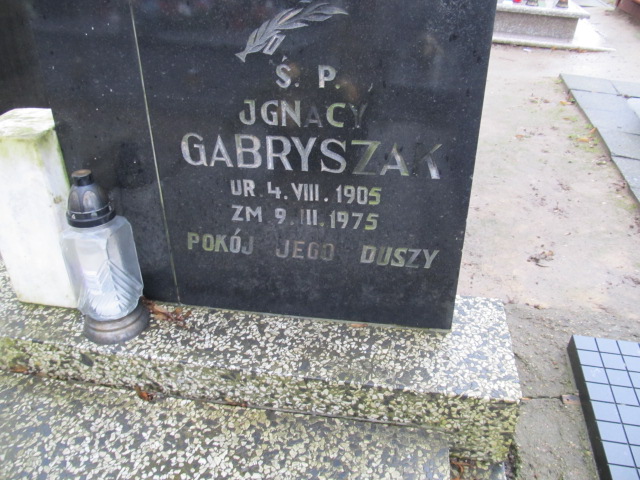 Ś. P.
JGNACY
GABRYSZAK
UR. 4. VIII. 1905
ZM 9. III. 1975
POKÓJ JEGO DUSZY